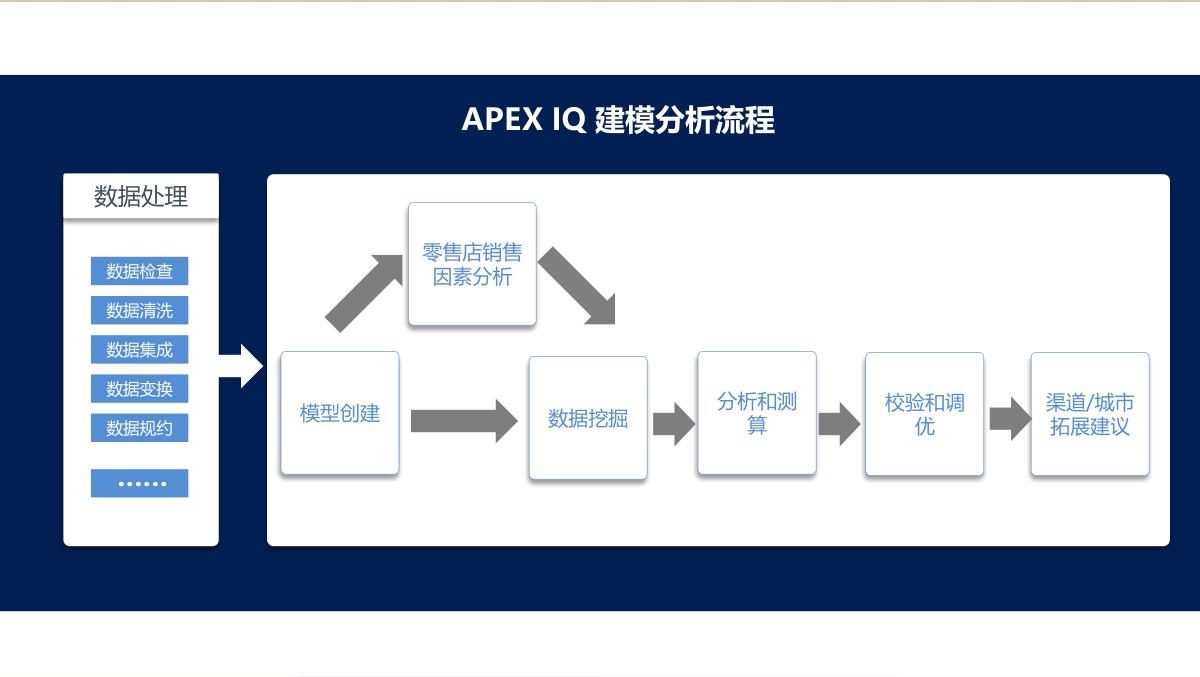 APEX IQ 建模分析流程
数据处理
数据检查
数据清洗
数据集成
数据变换
数据规约
······
零售店销售
因素分析
模型创建
数据挖掘
分析和测
算
校验和调
优
渠道/城市
拓展建议